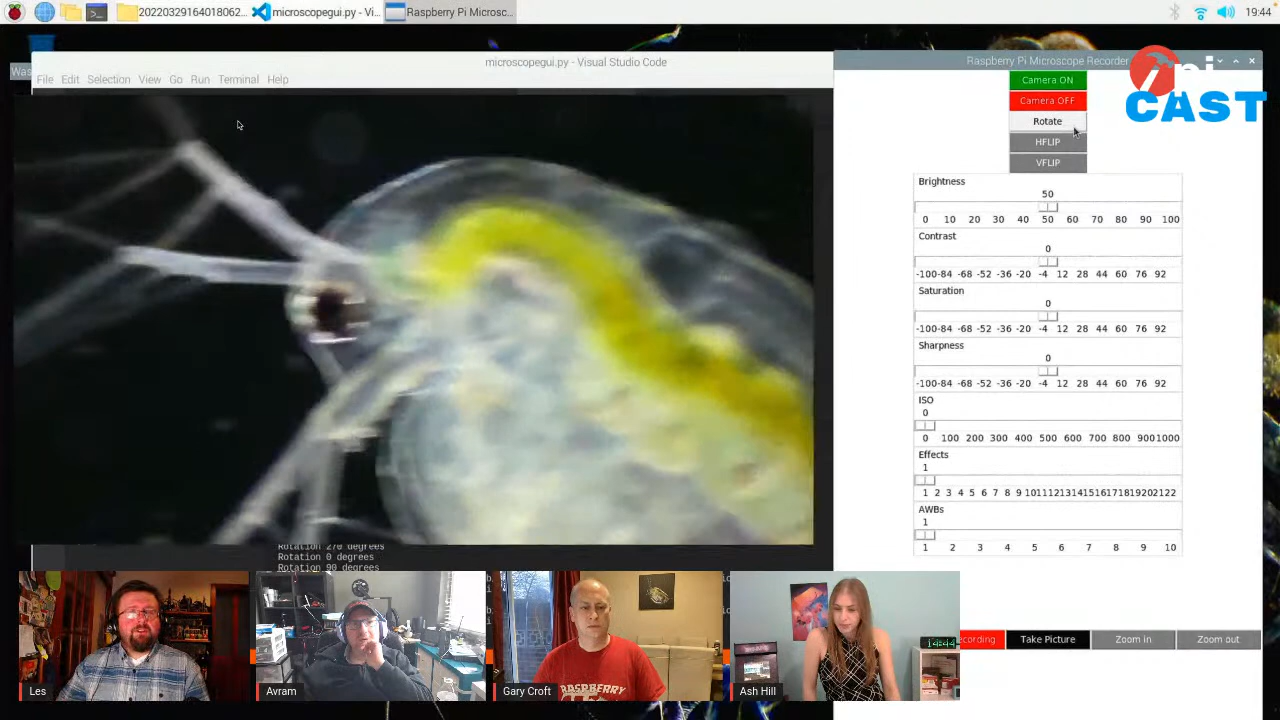 20220329164018062... microscopegui.py - Vi... Raspberry Pi Microsc... 19:44
microscopegui.py - Visual Studio Code
File Edit Selection View Go Run Terminal Help
Raspberry Pi Microscope Recorder
CAST
Camera ON
Camera OFF
Rotate
HFLIP
VFLIP
Brightness
50
0 10 20 30 40 50 60 70 80 90 100
Contrast
0
-100-84 -68 -52 -36 -20 -4 12 28 44 60 76 92
Saturation
0
-100-84 -68 -52 -36 -20 -4 12 28 44 60 76 92
Sharpness
0
-100-84 -68 -52 -36 -20 -4 12 28 44 60 76 92
ISO
0
0 100 200 300 400 500 600 700 800 9001000
Effects
1
1 2 3 4 5 6 7 8 9 10111213141516171819202122
AWBs
1
1 2 3 4 5 6 7 8 9 10
Rotation 270 degrees
Rotation 0 degrees
Rotation 90 degrees
Take Picture Zoom in Zoom out
14:44
RASPBERRY
Les
Avram
Gary Croft
Ash Hill